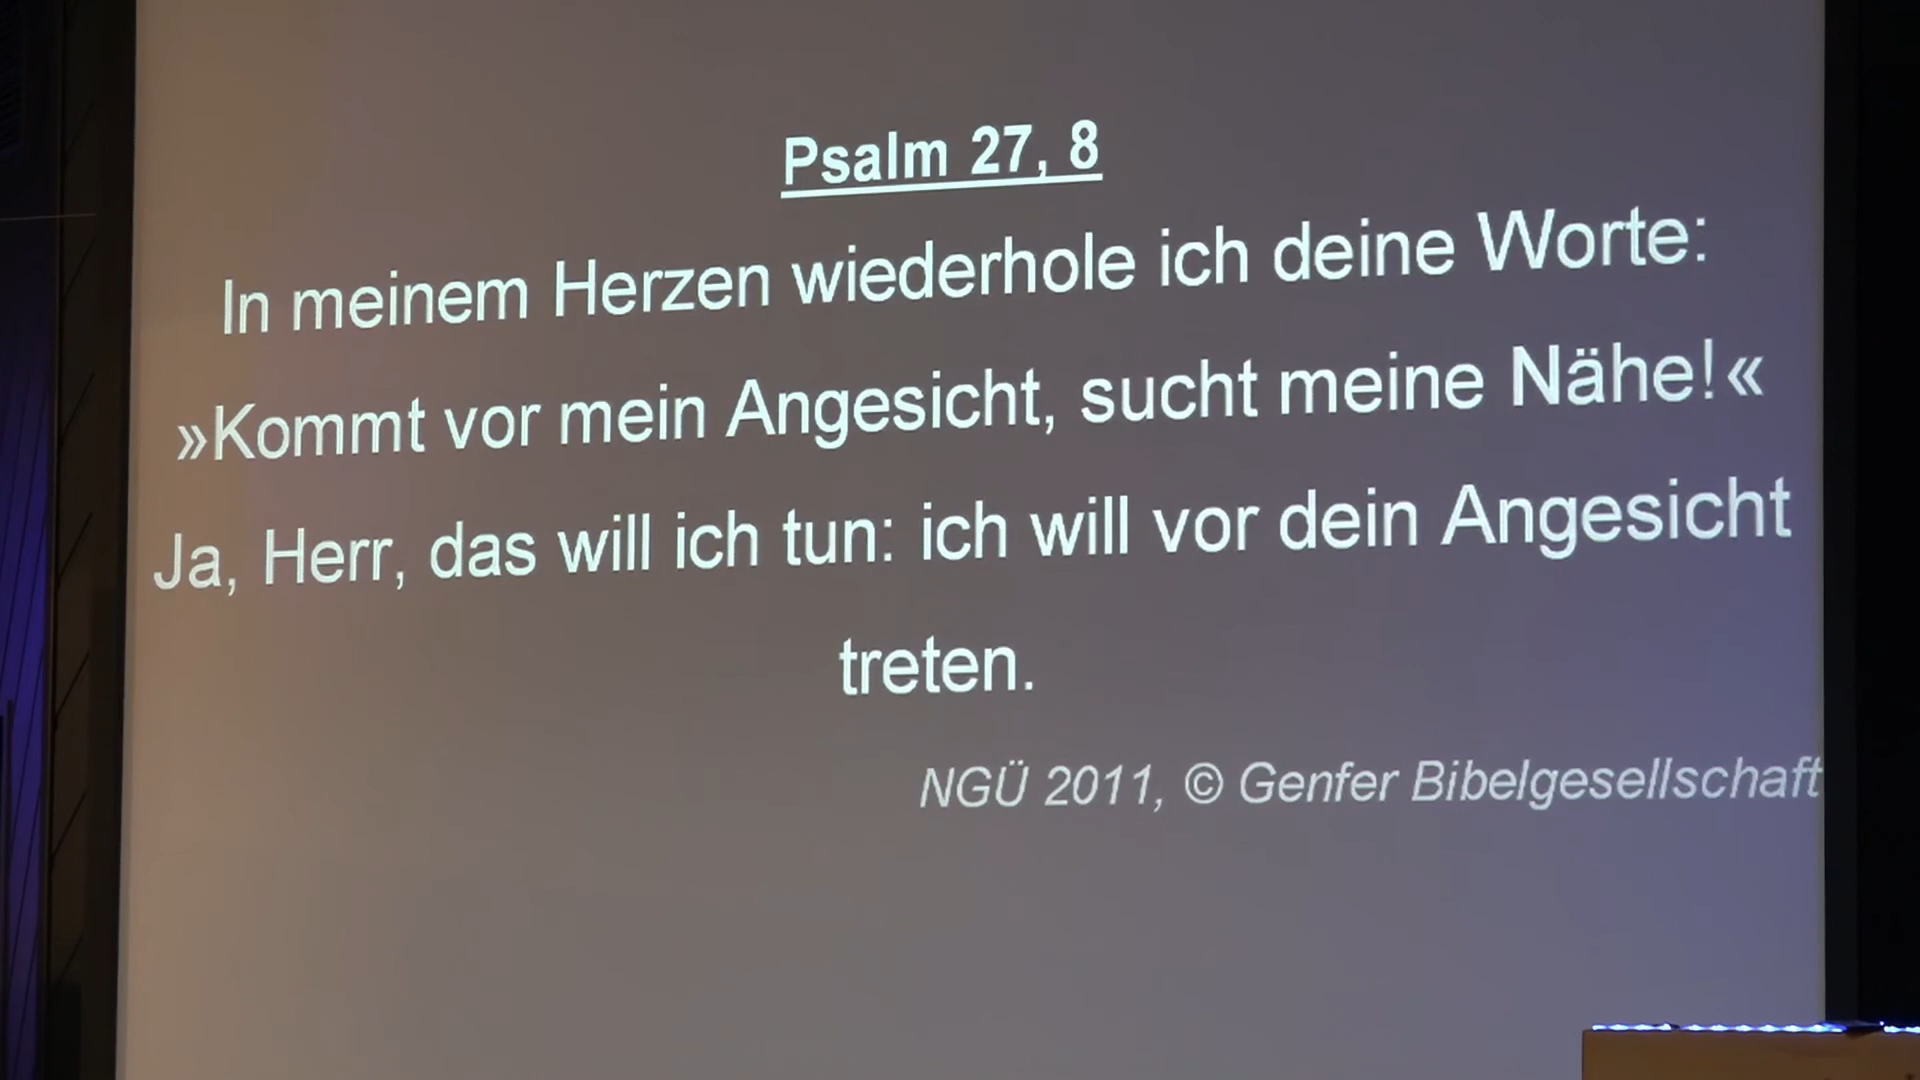 Psalm 27, 8
In meinem Herzen wiederhole ich deine Worte:
»Kommt vor mein Angesicht, sucht meine Nähe!«
Ja, Herr, das will ich tun: ich will vor dein Angesicht
treten.
NGÜ 2011, © Genfer Bibelgesellschaft